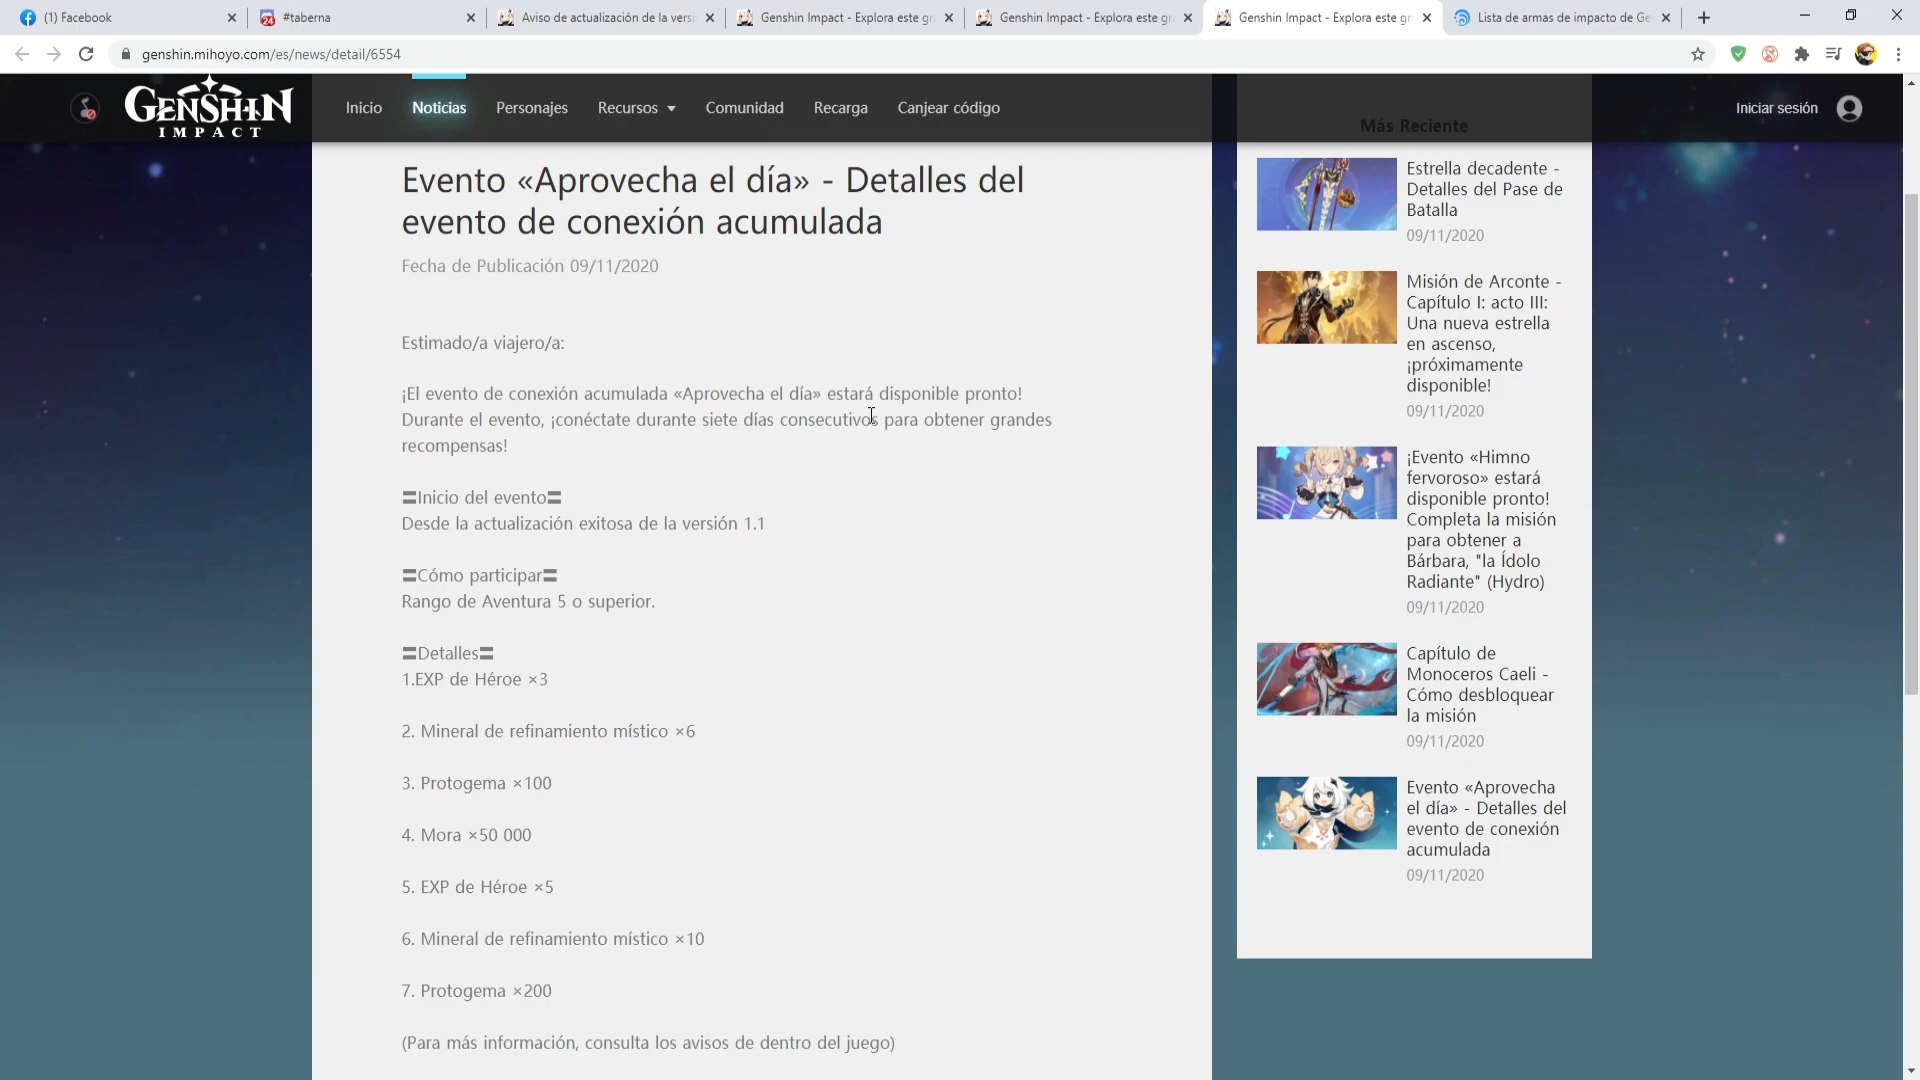 (1) Facebook
#taberna
Aviso de actualización de la versi
Genshin Impact - Explora este gr
Genshin Impact - Explora este gr
Genshin Impact - Explora este gr
Lista de armas de impacto de Ge
genshin.mihoyo.com/es/news/detail/6554
GENSHIN
IMPACT
Inicio
Noticias
Personajes
Recursos
Comunidad
Recarga
Canjear código
Iniciar sesión
Evento «Aprovecha el día» - Detalles del
evento de conexión acumulada
Fecha de Publicación 09/11/2020
Estimado/a viajero/a:
¡El evento de conexión acumulada «Aprovecha el día» estará disponible pronto!
Durante el evento, ¡conéctate durante siete días consecutivos para obtener grandes
recompensas!
〓Inicio del evento〓
Desde la actualización exitosa de la versión 1.1
〓Cómo participar〓
Rango de Aventura 5 o superior.
〓Detalles〓
1.EXP de Héroe ×3
2. Mineral de refinamiento místico ×6
3. Protogema ×100
4. Mora ×50 000
5. EXP de Héroe ×5
6. Mineral de refinamiento místico ×10
7. Protogema ×200
(Para más información, consulta los avisos de dentro del juego)
Más Reciente
Estrella decadente -
Detalles del Pase de
Batalla
09/11/2020
Misión de Arconte -
Capítulo I: acto III:
Una nueva estrella
en ascenso,
¡próximamente
disponible!
09/11/2020
¡Evento «Himno
fervoroso» estará
disponible pronto!
Completa la misión
para obtener a
Bárbara, "la Ídolo
Radiante" (Hydro)
09/11/2020
Capítulo de
Monoceros Caeli -
Cómo desbloquear
la misión
09/11/2020
Evento «Aprovecha
el día» - Detalles del
evento de conexión
acumulada
09/11/2020